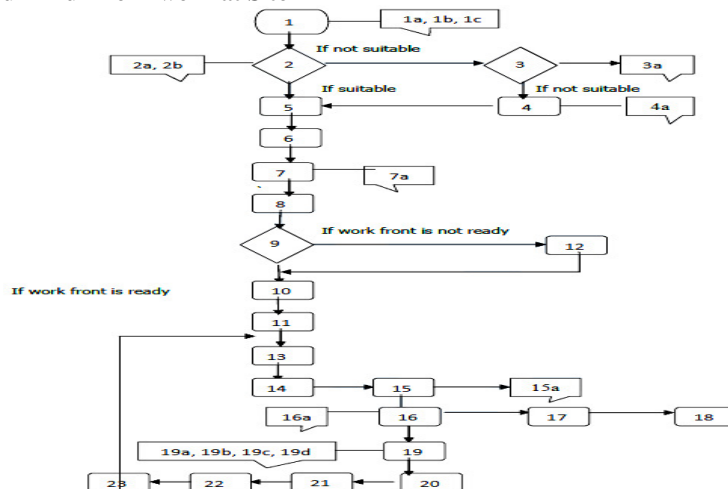 1
1a, 1b, 1c
If not suitable
2a, 2b
2
3
3a
If suitable
If not suitable
5
4
4a
6
7
7a
8
9
If work front is not ready
12
10
If work front is ready
11
13
14
15
15a
16a
16
17
18
19a, 19b, 19c, 19d
19
23
22
21
20